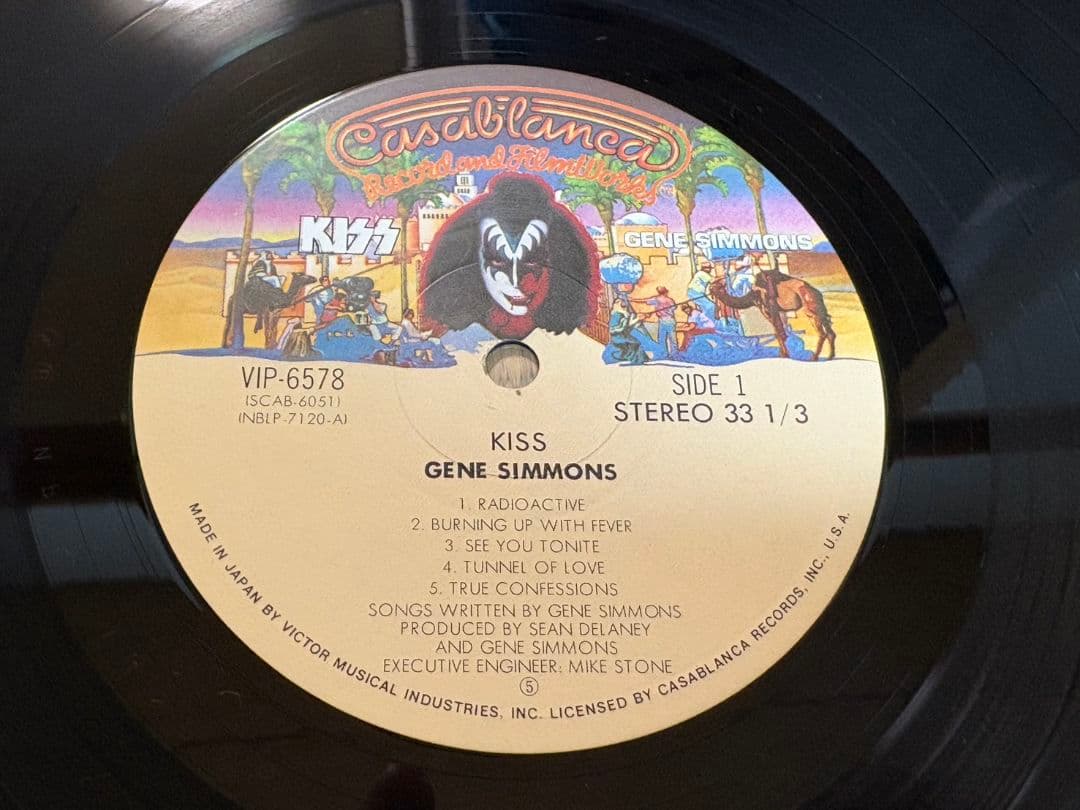 Casablanca
Record and FilmWorks
KISS
GENE SIMMONS
VIP-6578
(SCAB-6051)
(NBLP-7120-A)
SIDE 1
STEREO 33 1/3
KISS
GENE SIMMONS
1. RADIOACTIVE
2. BURNING UP WITH FEVER
3. SEE YOU TONITE
4. TUNNEL OF LOVE
5. TRUE CONFESSIONS
SONGS WRITTEN BY GENE SIMMONS
PRODUCED BY SEAN DELANEY
AND GENE SIMMONS
EXECUTIVE ENGINEER: MIKE STONE
⑤
MADE IN JAPAN BY VICTOR MUSICAL INDUSTRIES, INC. LICENSED BY CASABLANCA RECORDS, INC., U.S.A.